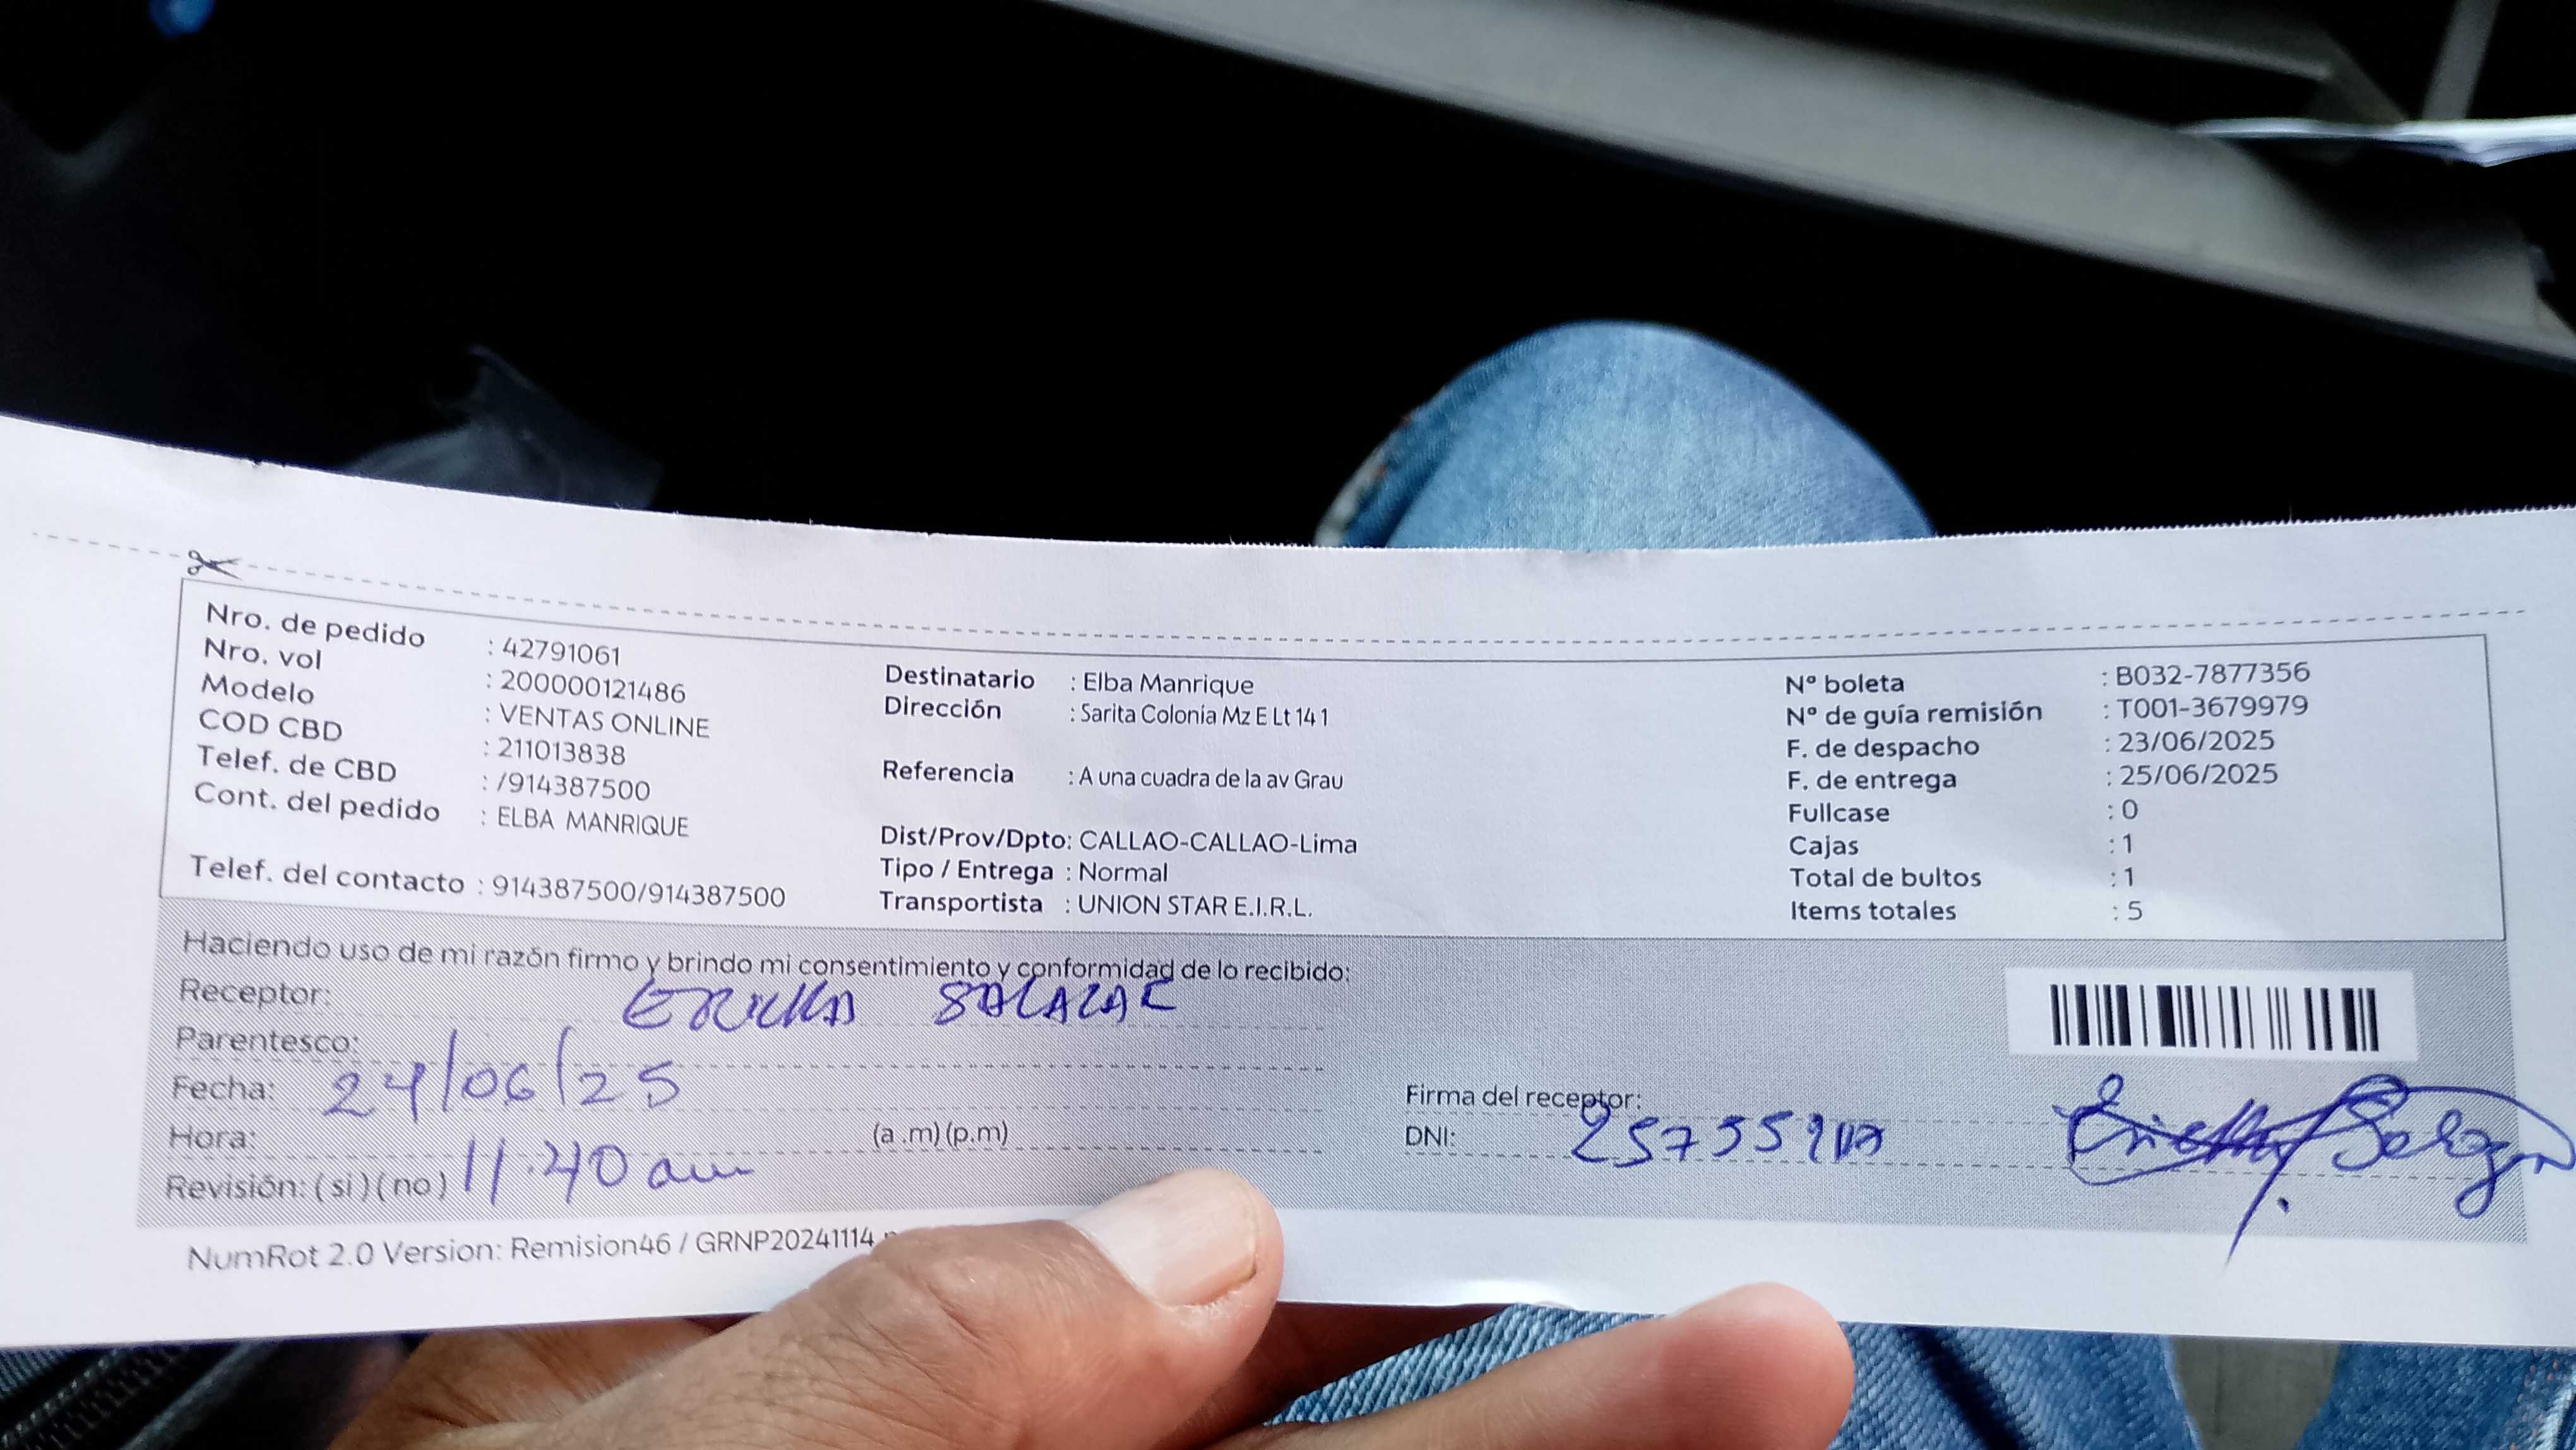 Nro. de pedido : 42791061
Nro. vol : 200000121486
Modelo : VENTAS ONLINE
COD CBD : 211013838
Telef. de CBD : /914387500
Cont. del pedido : ELBA MANRIQUE
Telef. del contacto : 914387500/914387500
Destinatario : Elba Manrique
Dirección : Sarita Colonia Mz E Lt 14 1
Referencia : A una cuadra de la av Grau
Dist/Prov/Dpto: CALLAO-CALLAO-Lima
Tipo / Entrega : Normal
Transportista : UNION STAR E.I.R.L.
Nº boleta : B032-7877356
Nº de guía remisión : T001-3679979
F. de despacho : 23/06/2025
F. de entrega : 25/06/2025
Fullcase : 0
Cajas : 1
Total de bultos : 1
Items totales : 5
Haciendo uso de mi razón firmo y brindo mi consentimiento y conformidad de lo recibido:
Receptor: ERICKA SALAZAR
Parentesco:
Fecha: 24/06/25
Hora: (a .m) (p.m)
Revisión: ( si ) ( no ) 11:40 am
Firma del receptor:
DNI:
NumRot 2.0 Version: Remision46 / GRNP20241114